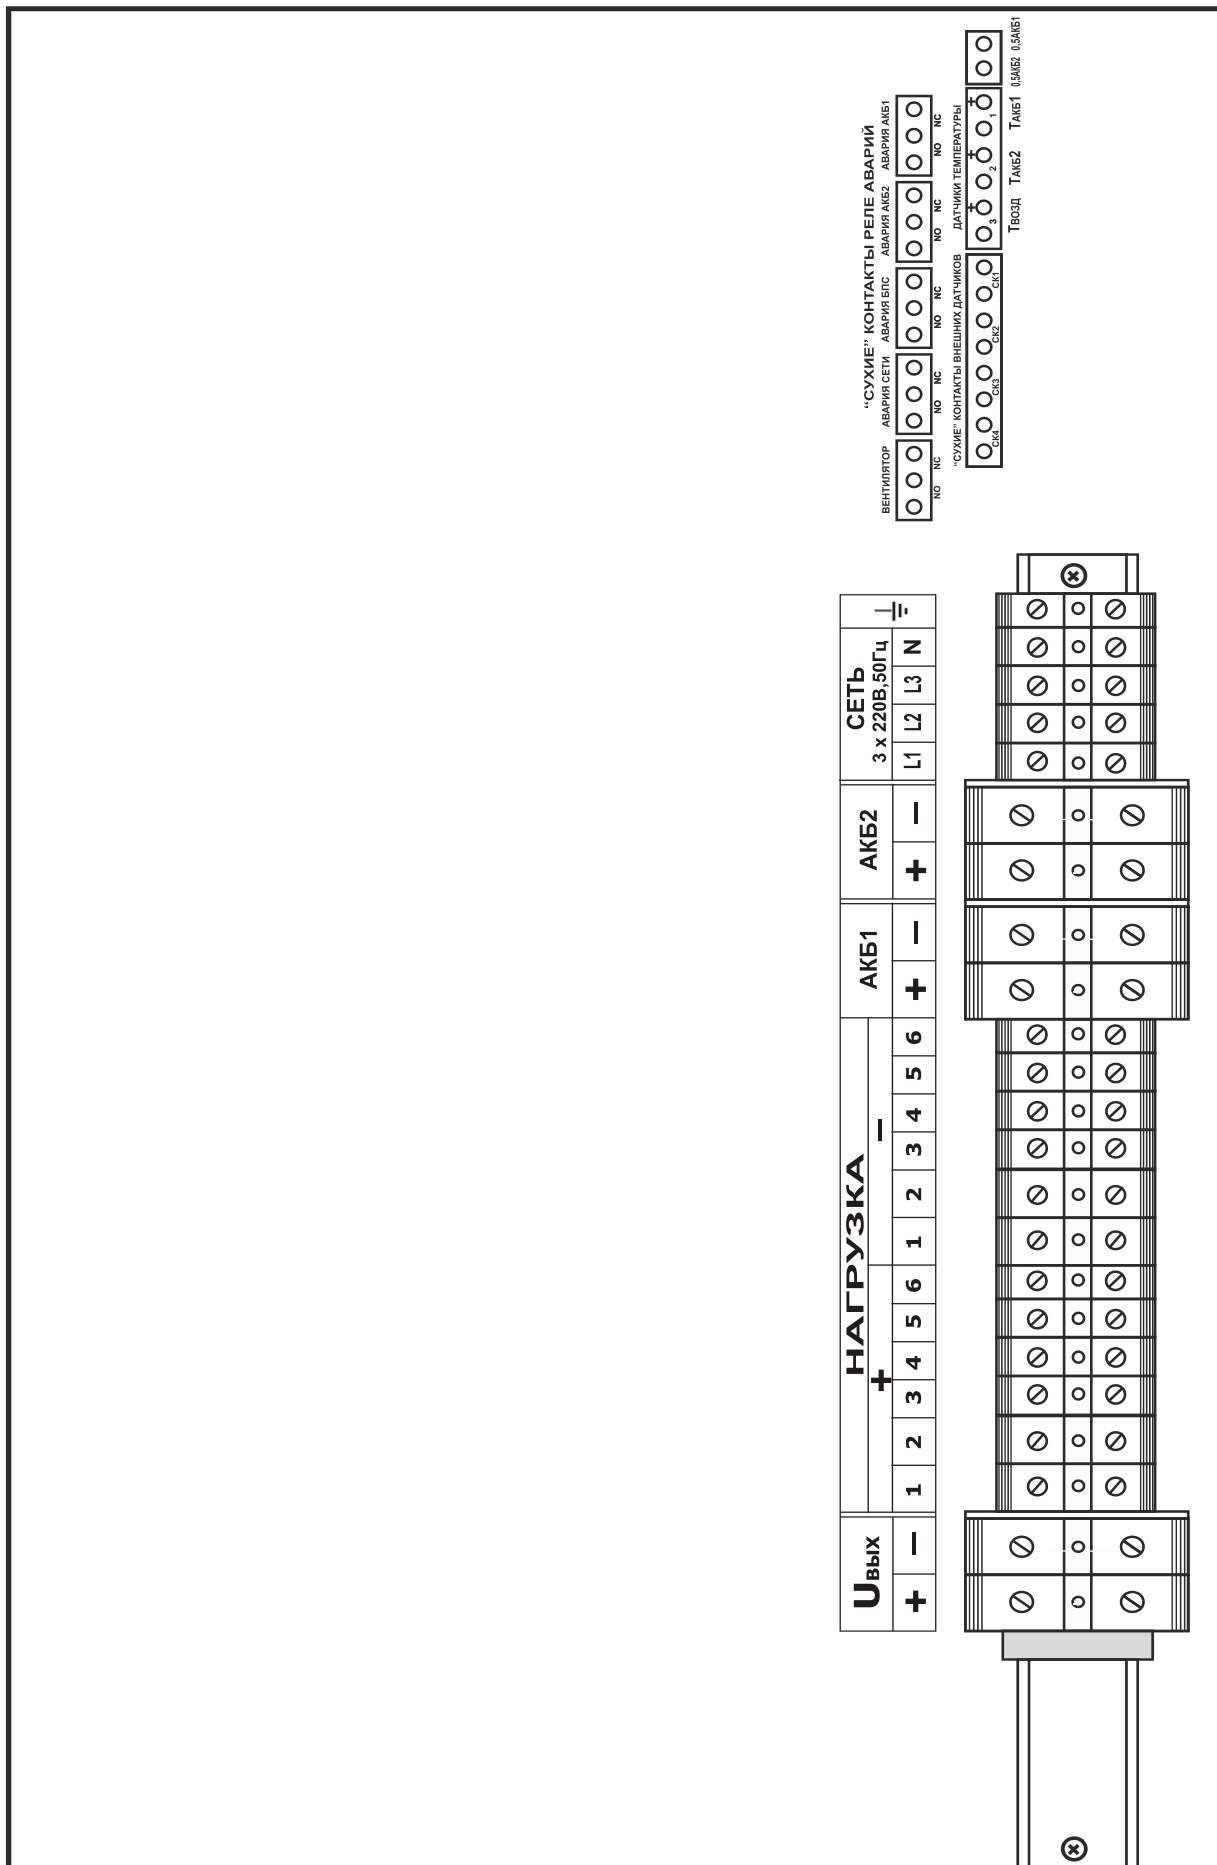 “СУХИЕ” КОНТАКТЫ РЕЛЕ АВАРИЙ
ВЕНТИЛЯТОР АВАРИЯ СЕТИ АВАРИЯ БПС АВАРИЯ АКБ2 АВАРИЯ АКБ1
NO NC NO NC NO NC NO NC NO NC
“СУХИЕ” КОНТАКТЫ ВНЕШНИХ ДАТЧИКОВ ДАТЧИКИ ТЕМПЕРАТУРЫ
+ + +
СК4 СК3 СК2 СК1 3 2 1
ТВОЗД ТАКБ2 ТАКБ1 0,5АКБ2 0,5АКБ1
UВЫХ НАГРУЗКА АКБ1 АКБ2 СЕТЬ
3 x 220В,50Гц
+ −
+ − 1 2 3 4 5 6 1 2 3 4 5 6 + − + − L1 L2 L3 N